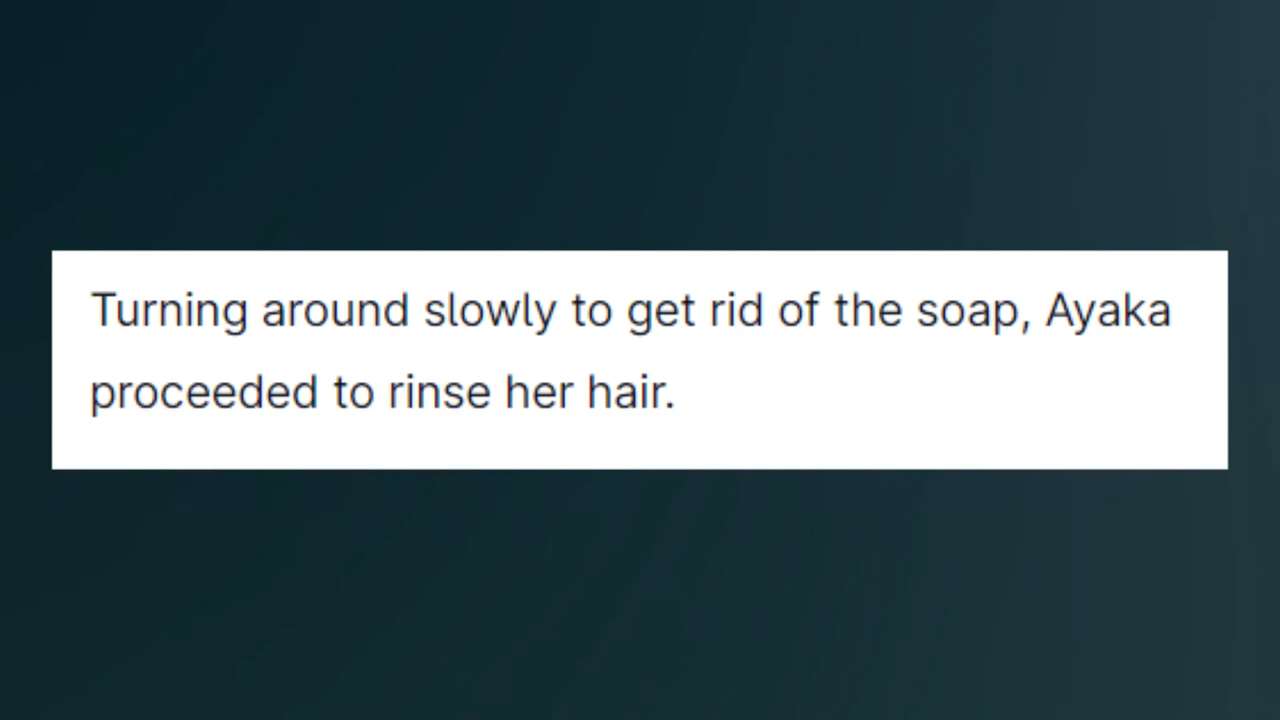 Turning around slowly to get rid of the soap, Ayaka
proceeded to rinse her hair.